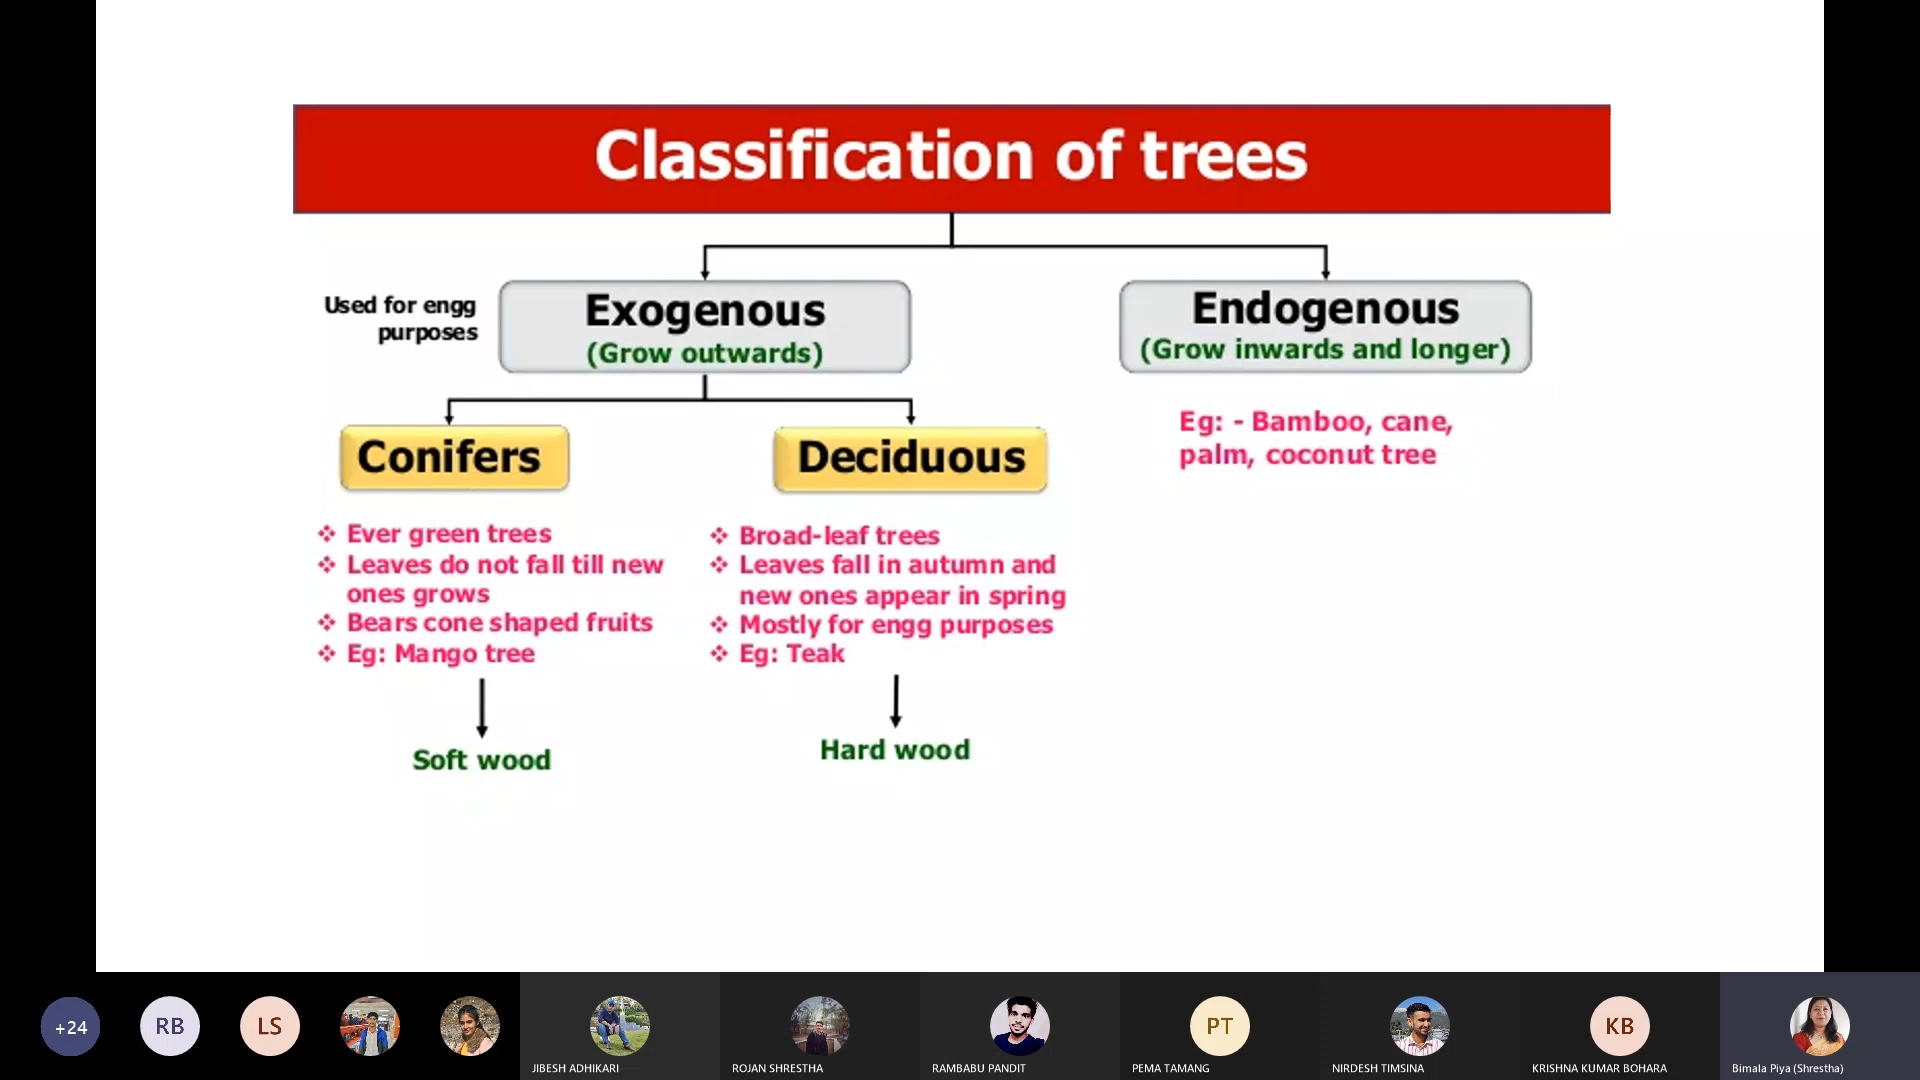 Classification of trees
Used for engg
purposes
Exogenous
(Grow outwards)
Endogenous
(Grow inwards and longer)
Eg: - Bamboo, cane,
palm, coconut tree
Conifers
Ever green trees
Leaves do not fall till new
ones grows
Bears cone shaped fruits
Eg: Mango tree
Soft wood
Deciduous
Broad-leaf trees
Leaves fall in autumn and
new ones appear in spring
Mostly for engg purposes
Eg: Teak
Hard wood
+24
RB
LS
JIBESH ADHIKARI
ROJAN SHRESTHA
RAMBABU PANDIT
PT
PEMA TAMANG
NIRDESH TIMSINA
KB
KRISHNA KUMAR BOHARA
Bimala Piya (Shrestha)